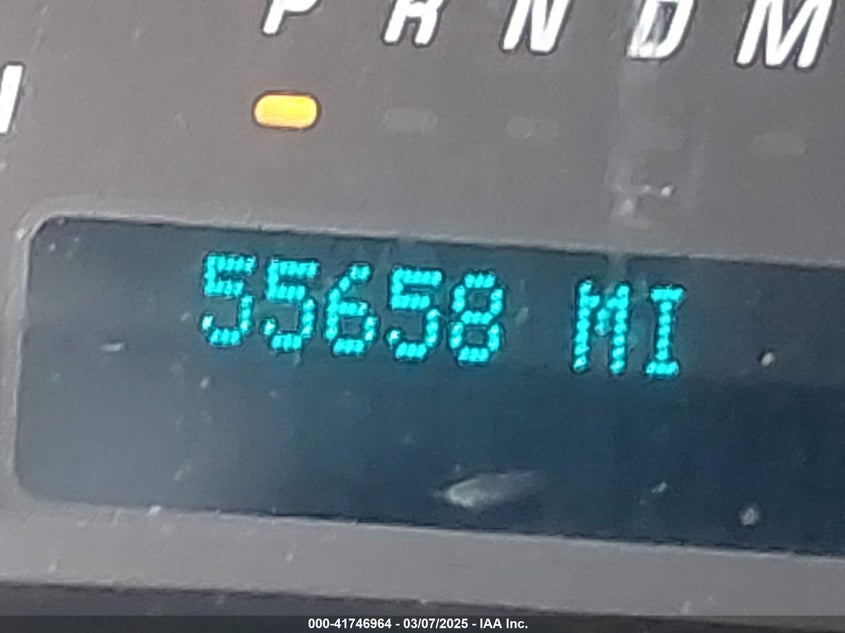 P R N D M
55658 MI
000-41746964 - 03/07/2025 - IAA Inc.